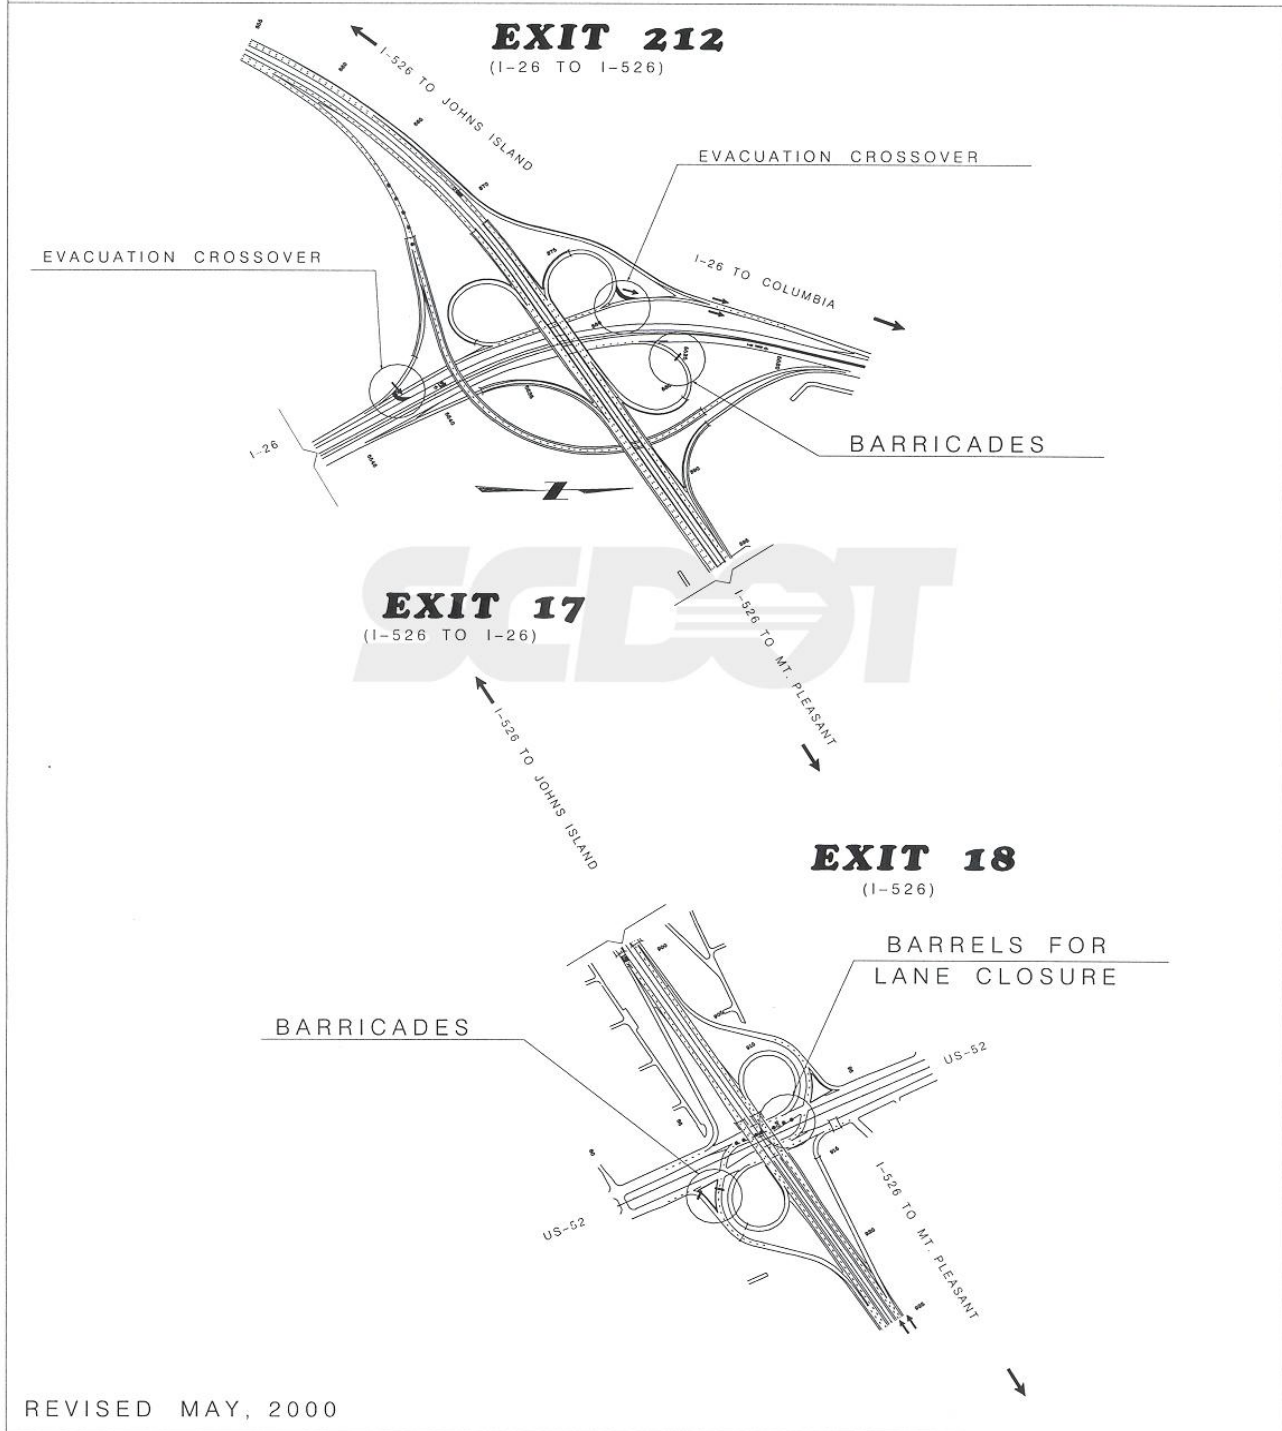 EXIT 212
(I-26 TO I-526)
I-526 TO JOHNS ISLAND
EVACUATION CROSSOVER
EVACUATION CROSSOVER
I-26 TO COLUMBIA
BARRICADES
I-26
SCDOT
EXIT 17
(I-526 TO I-26)
I-526 TO MT. PLEASANT
I-526 TO JOHNS ISLAND
EXIT 18
(I-526)
BARRELS FOR
LANE CLOSURE
BARRICADES
US-52
US-52
I-526 TO MT. PLEASANT
REVISED MAY, 2000